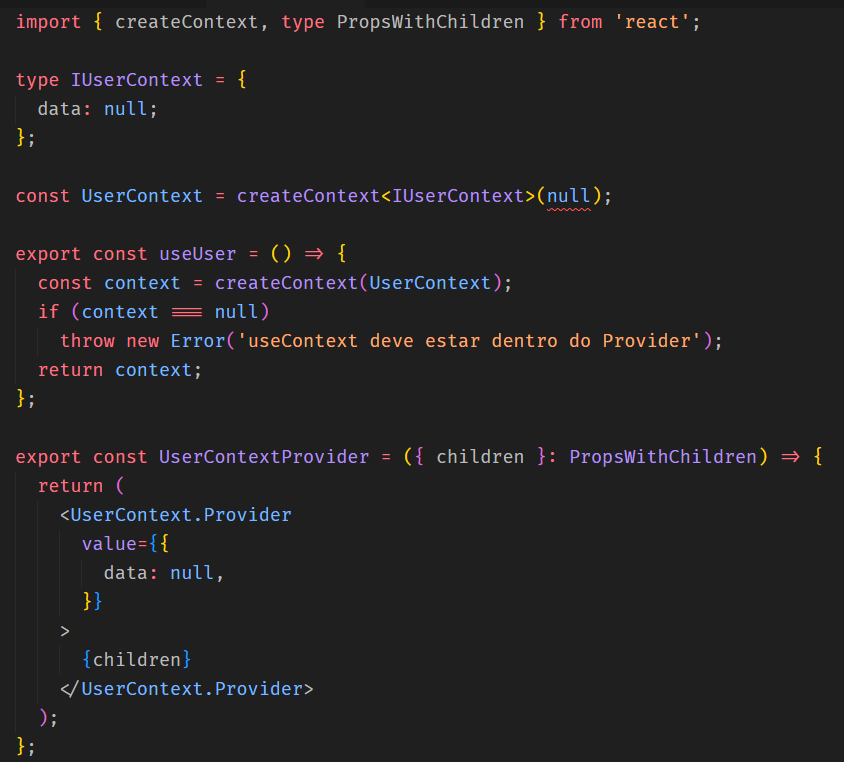 import { createContext, type PropsWithChildren } from 'react';

type IUserContext = {
  data: null;
};

const UserContext = createContext<IUserContext>(null);

export const useUser = () => {
  const context = createContext(UserContext);
  if (context === null)
    throw new Error('useContext deve estar dentro do Provider');
  return context;
};

export const UserContextProvider = ({ children }: PropsWithChildren) => {
  return (
    <UserContext.Provider
      value={{
        data: null,
      }}
    >
      {children}
    </UserContext.Provider>
  );
};